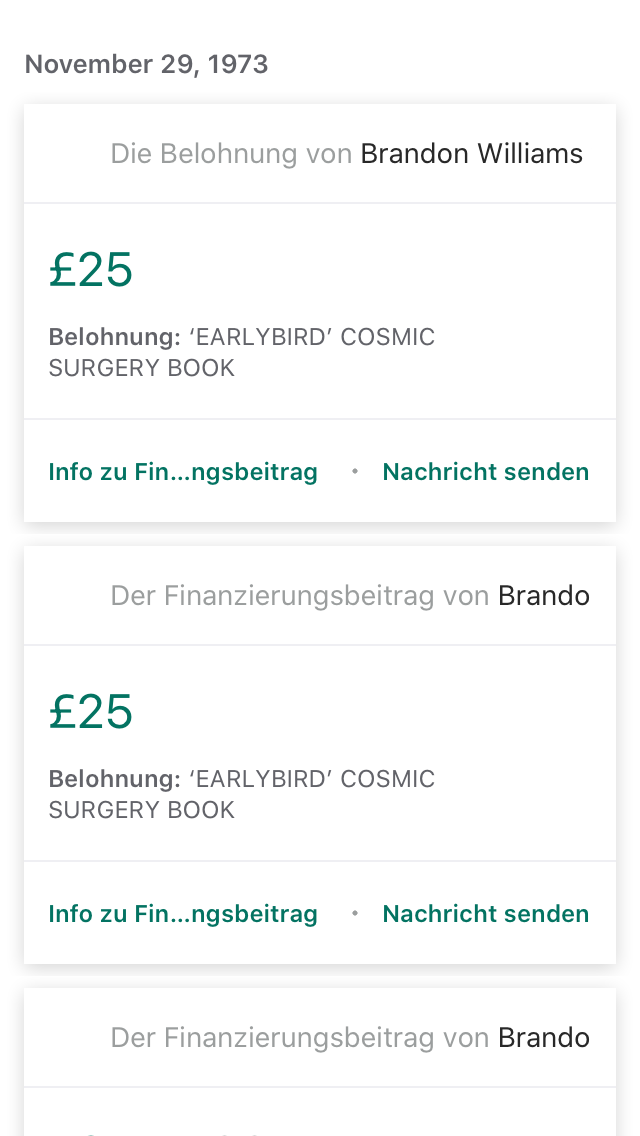 November 29, 1973
Die Belohnung von Brandon Williams
£25
Belohnung: ‘EARLYBIRD’ COSMIC
SURGERY BOOK
Info zu Fin...ngsbeitrag • Nachricht senden
Der Finanzierungsbeitrag von Brando
£25
Belohnung: ‘EARLYBIRD’ COSMIC
SURGERY BOOK
Info zu Fin...ngsbeitrag • Nachricht senden
Der Finanzierungsbeitrag von Brando